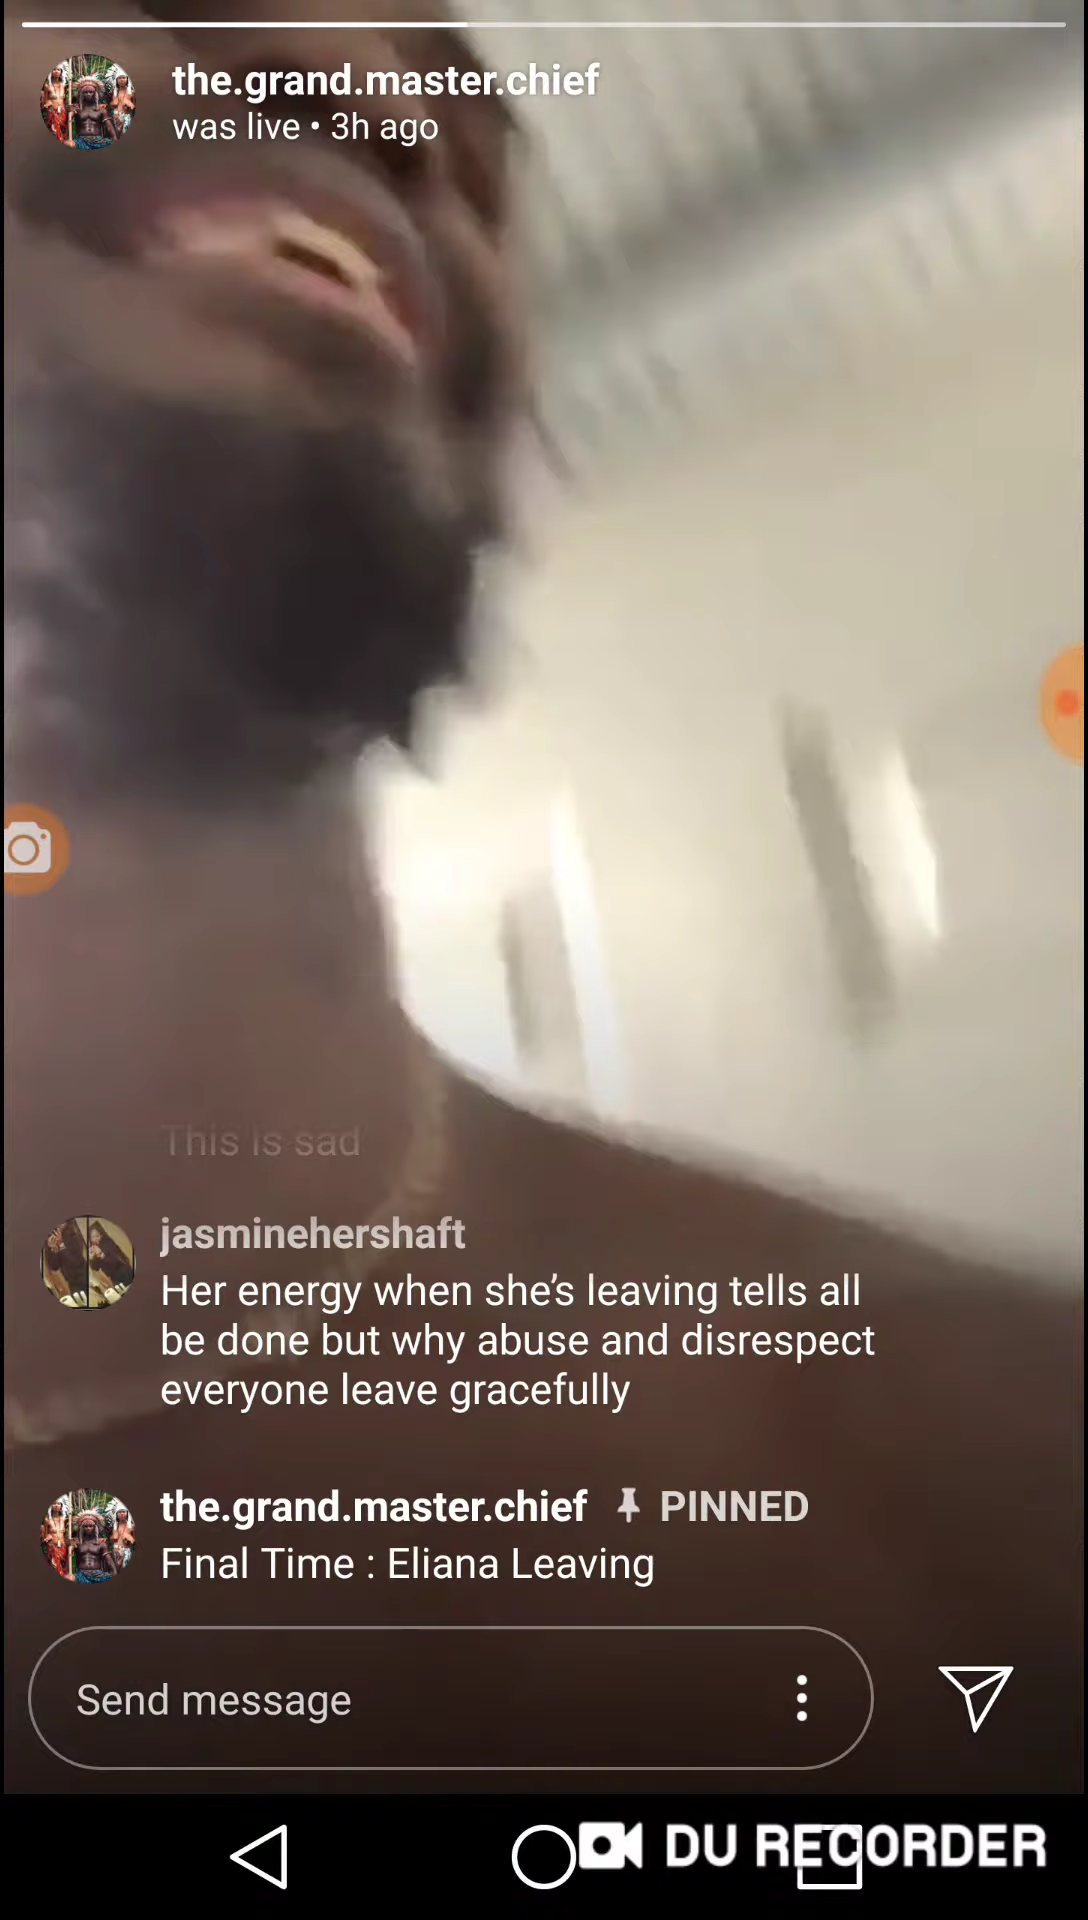 the.grand.master.chief
was live • 3h ago
This is sad
jasminehershaft
Her energy when she's leaving tells all
be done but why abuse and disrespect
everyone leave gracefully
the.grand.master.chief PINNED
Final Time : Eliana Leaving
Send message
DU RECORDER